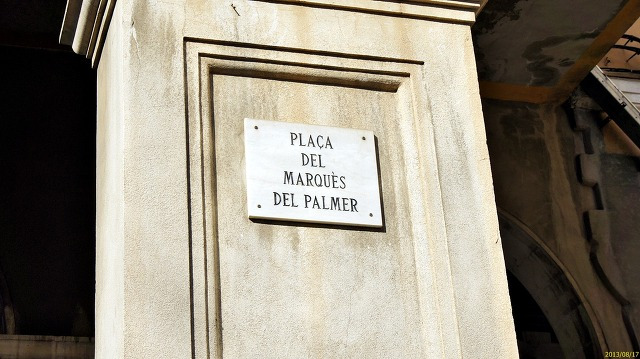 PLAÇA
DEL
MARQUÈS
DEL PALMER
2013/08/17